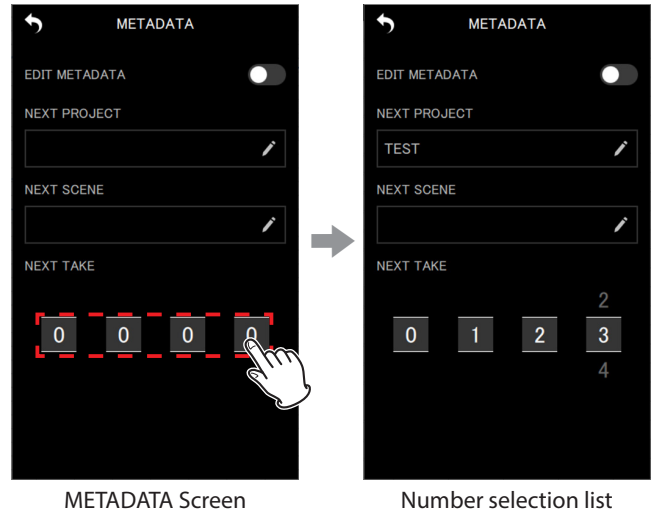 METADATA
EDIT METADATA
NEXT PROJECT
NEXT SCENE
NEXT TAKE
0 0 0 0
METADATA Screen
METADATA
EDIT METADATA
NEXT PROJECT
TEST
NEXT SCENE
NEXT TAKE
2
0 1 2 3
4
Number selection list